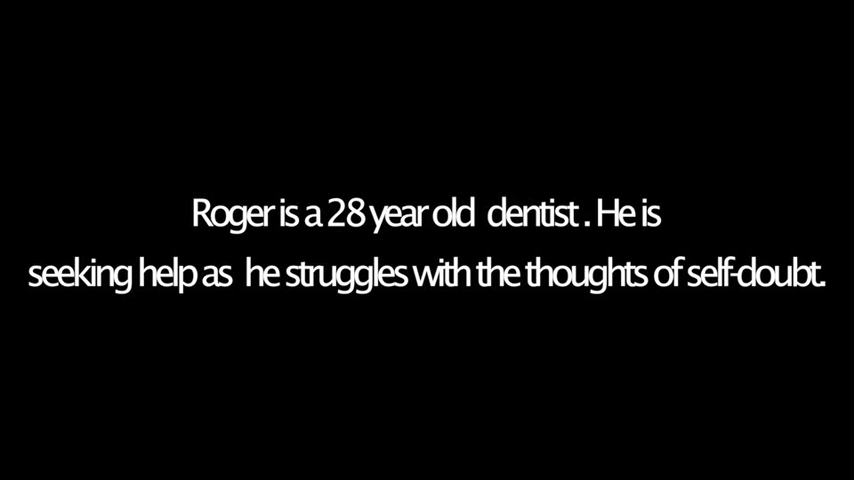 Roger is a 28 year old  dentist . He is
seeking help as  he struggles with the thoughts of self-doubt.